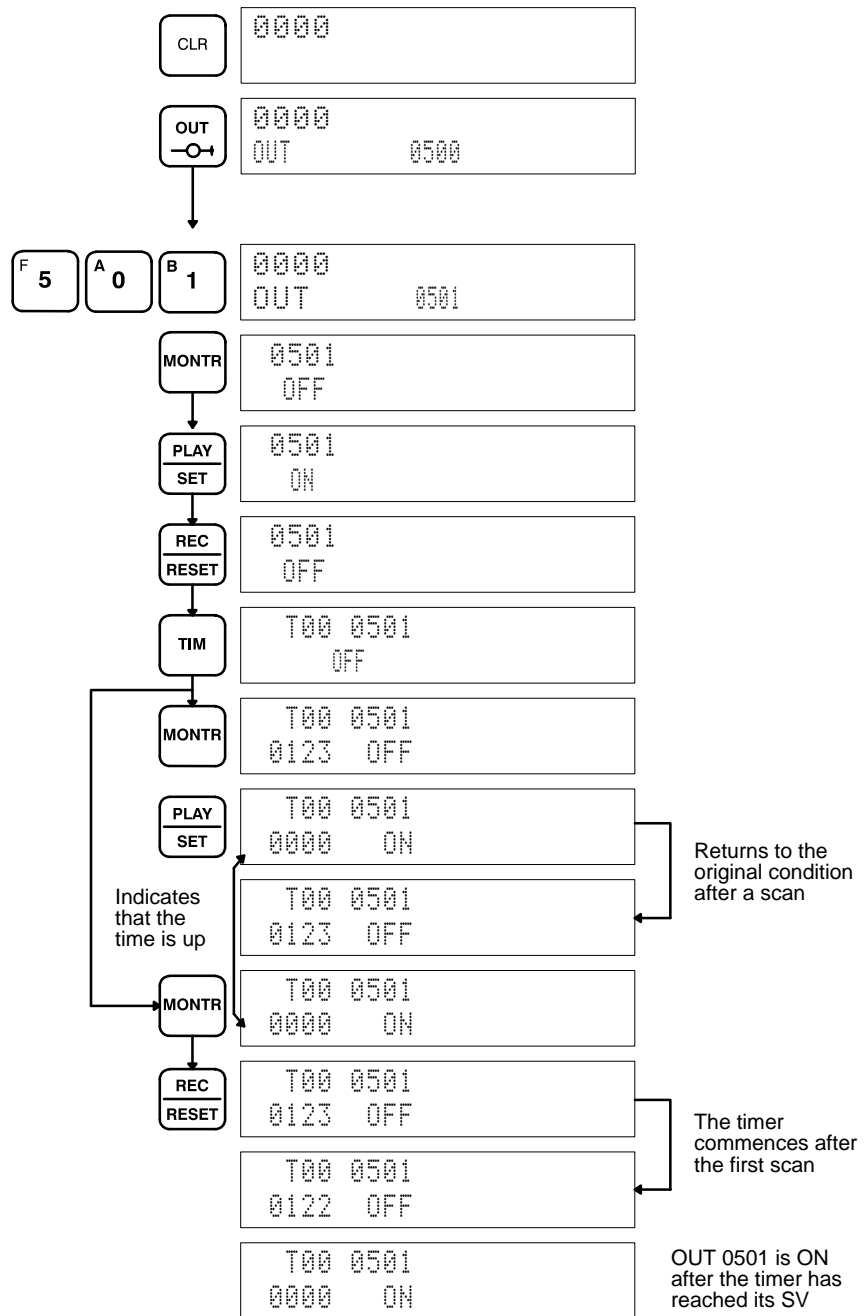 CLR
0000
OUT
0000
OUT 0500
F 5
A 0
B 1
0000
OUT 0501
MONTR
0501
OFF
PLAY
SET
0501
ON
REC
RESET
0501
OFF
TIM
T00 0501
OFF
MONTR
T00 0501
0123 OFF
PLAY
SET
T00 0501
0000 ON
Returns to the
original condition
after a scan
Indicates
that the
time is up
T00 0501
0123 OFF
MONTR
T00 0501
0000 ON
REC
RESET
T00 0501
0123 OFF
The timer
commences after
the first scan
T00 0501
0122 OFF
T00 0501
0000 ON
OUT 0501 is ON
after the timer has
reached its SV